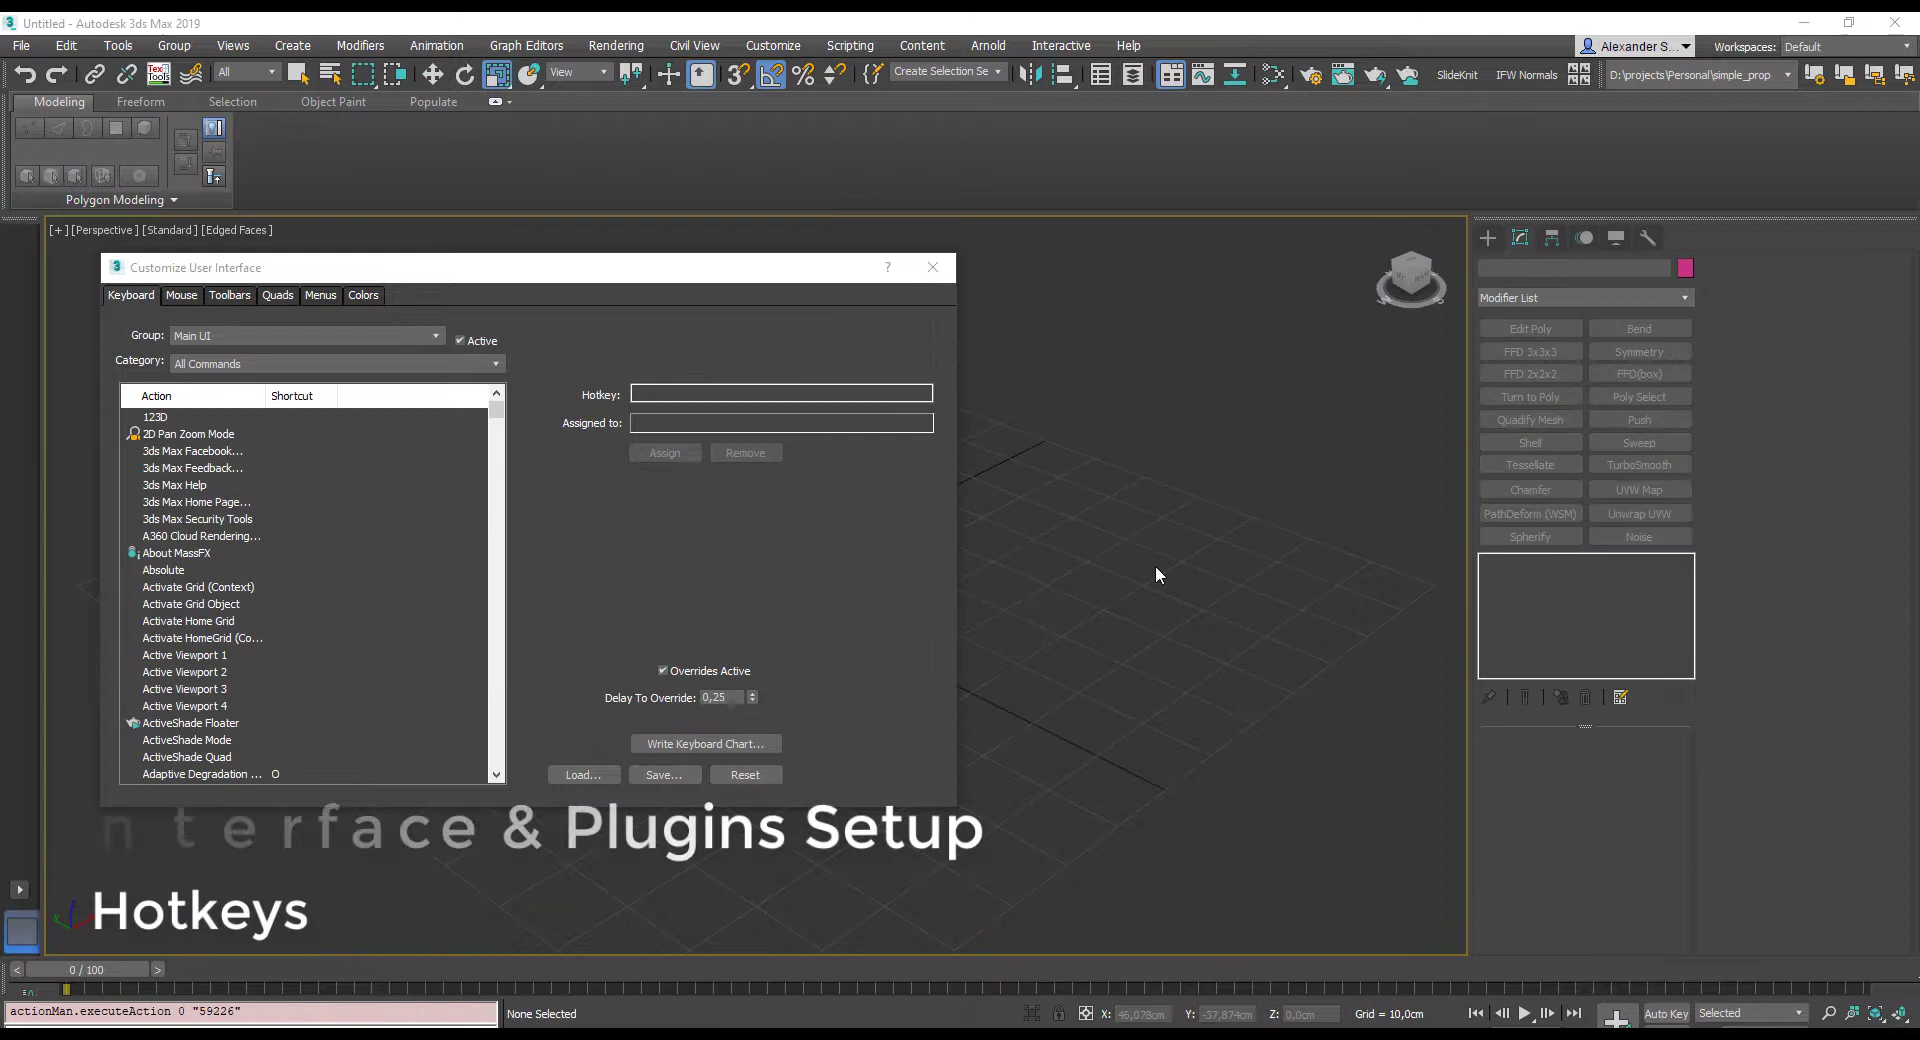 Untitled - Autodesk 3ds Max 2019
File Edit Tools Group Views Create Modifiers Animation Graph Editors Rendering Civil View Customize Scripting Content Arnold Interactive Help
Alexander S... Workspaces: Default
All View Create Selection Se SlideKnit IFW Normals D:\projects\Personal\simple_prop
Modeling Freeform Selection Object Paint Populate
Polygon Modeling
[+] [Perspective] [Standard] [Edged Faces]
Customize User Interface ?
Keyboard Mouse Toolbars Quads Menus Colors
Group: Main UI Active
Category: All Commands
Action Shortcut
123D
2D Pan Zoom Mode
3ds Max Facebook...
3ds Max Feedback...
3ds Max Help
3ds Max Home Page...
3ds Max Security Tools
A360 Cloud Rendering...
About MassFX
Absolute
Activate Grid (Context)
Activate Grid Object
Activate Home Grid
Activate HomeGrid (Co...
Active Viewport 1
Active Viewport 2
Active Viewport 3
Active Viewport 4
ActiveShade Floater
ActiveShade Mode
ActiveShade Quad
Adaptive Degradation ... O
Hotkey:
Assigned to:
Assign Remove
Overrides Active
Delay To Override: 0,25
Write Keyboard Chart...
Load... Save... Reset
Modifier List
Edit Poly Bend
FFD 3x3x3 Symmetry
FFD 2x2x2 FFD(box)
Turn to Poly Poly Select
Quadify Mesh Push
Shell Sweep
Tessellate TurboSmooth
Chamfer UVW Map
PathDeform (WSM) Unwrap UVW
Spherify Noise
nterface & Plugins Setup
Hotkeys
< 0 / 100 >
actionMan.executeAction 0 "59226"
None Selected X: 46,078cm Y: -37,874cm Z: 0,0cm Grid = 10,0cm Auto Key Selected